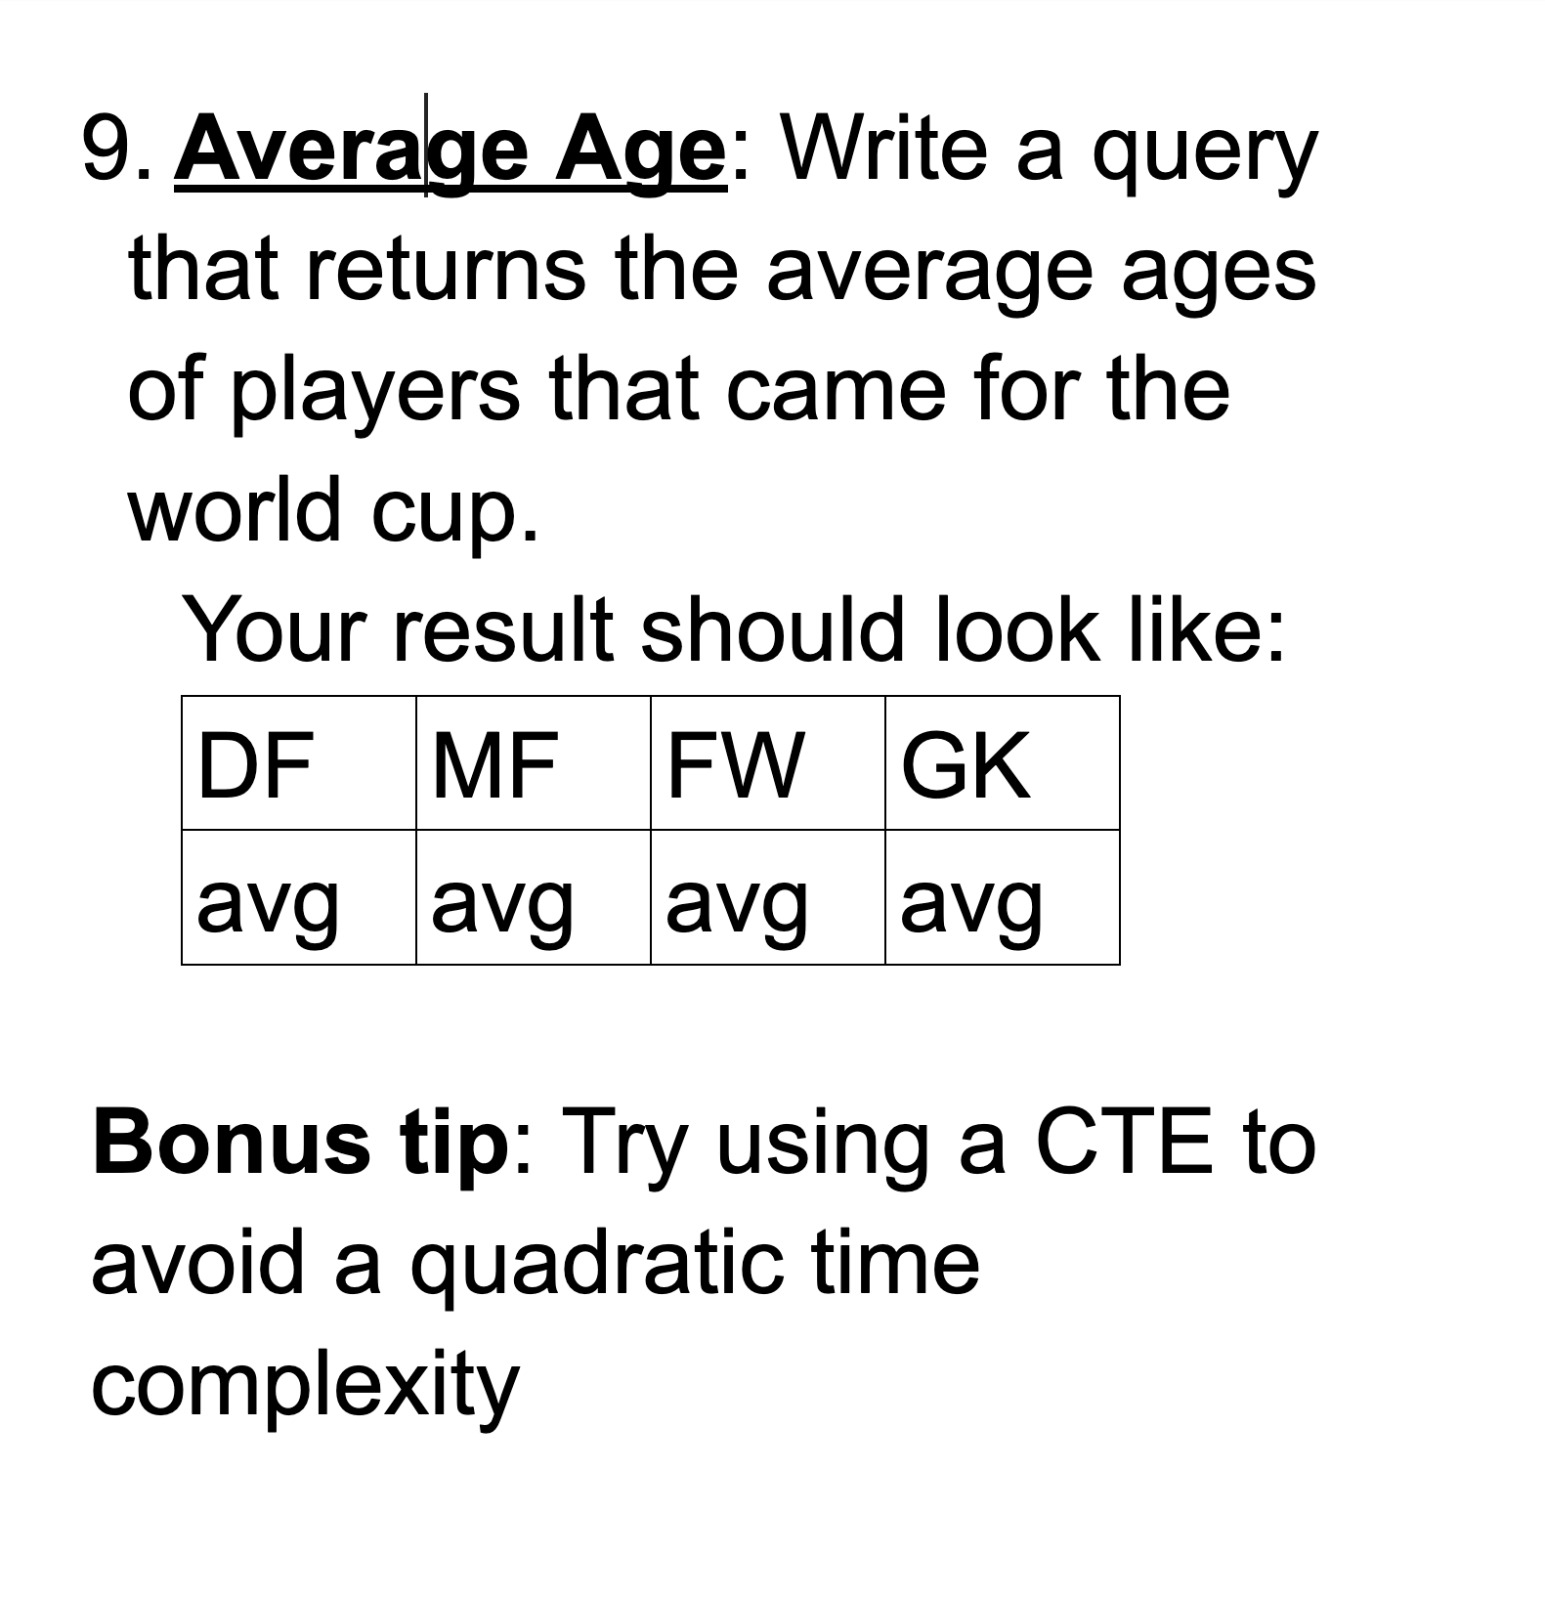 9. Average Age: Write a query
that returns the average ages
of players that came for the
world cup.
Your result should look like:
DF MF FW GK
avg avg avg avg
Bonus tip: Try using a CTE to
avoid a quadratic time
complexity